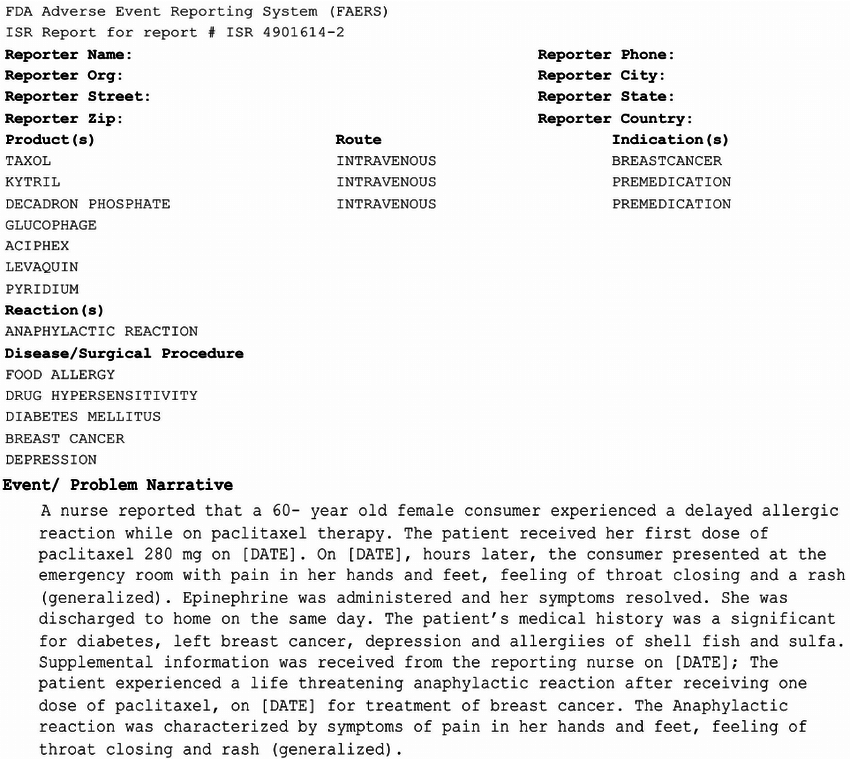 FDA Adverse Event Reporting System (FAERS)
ISR Report for report # ISR 4901614-2
Reporter Name: Reporter Phone:
Reporter Org: Reporter City:
Reporter Street: Reporter State:
Reporter Zip: Reporter Country:
Product(s) Route Indication(s)
TAXOL INTRAVENOUS BREASTCANCER
KYTRIL INTRAVENOUS PREMEDICATION
DECADRON PHOSPHATE INTRAVENOUS PREMEDICATION
GLUCOPHAGE
ACIPHEX
LEVAQUIN
PYRIDIUM
Reaction(s)
ANAPHYLACTIC REACTION
Disease/Surgical Procedure
FOOD ALLERGY
DRUG HYPERSENSITIVITY
DIABETES MELLITUS
BREAST CANCER
DEPRESSION
Event/ Problem Narrative
A nurse reported that a 60- year old female consumer experienced a delayed allergic
reaction while on paclitaxel therapy. The patient received her first dose of
paclitaxel 280 mg on [DATE]. On [DATE], hours later, the consumer presented at the
emergency room with pain in her hands and feet, feeling of throat closing and a rash
(generalized). Epinephrine was administered and her symptoms resolved. She was
discharged to home on the same day. The patient's medical history was a significant
for diabetes, left breast cancer, depression and allergiies of shell fish and sulfa.
Supplemental information was received from the reporting nurse on [DATE]; The
patient experienced a life threatening anaphylactic reaction after receiving one
dose of paclitaxel, on [DATE] for treatment of breast cancer. The Anaphylactic
reaction was characterized by symptoms of pain in her hands and feet, feeling of
throat closing and rash (generalized).